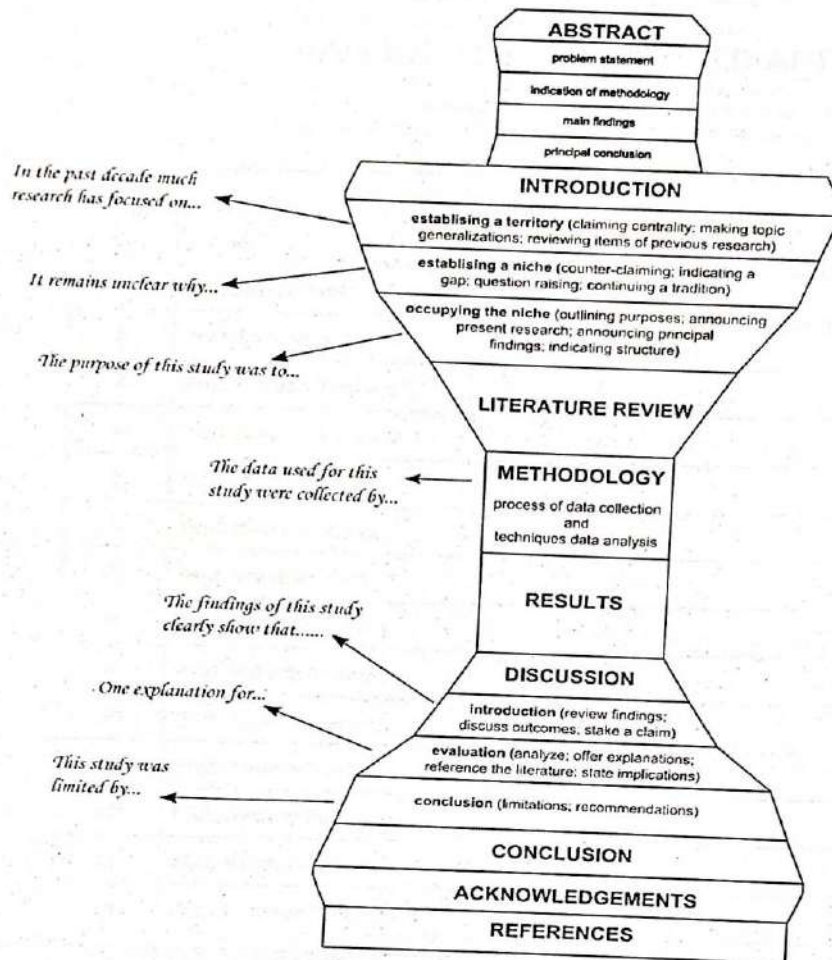 ABSTRACT
problem statement
indication of methodology
main findings
principal conclusion
In the past decade much
research has focused on...
INTRODUCTION
establising a territory (claiming centrality; making topic
generalizations; reviewing items of previous research)
It remains unclear why...
establising a niche (counter-claiming; indicating a
gap; question raising; continuing a tradition)
The purpose of this study was to...
occupying the niche (outlining purposes; announcing
present research; announcing principal
findings; indicating structure)
LITERATURE REVIEW
The data used for this
study were collected by...
METHODOLOGY
process of data collection
and
techniques data analysis
RESULTS
The findings of this study
clearly show that......
DISCUSSION
introduction (review findings;
discuss outcomes, stake a claim)
One explanation for...
evaluation (analyze; offer explanations;
reference the literature; state implications)
This study was
limited by...
conclusion (limitations; recommendations)
CONCLUSION
ACKNOWLEDGEMENTS
REFERENCES